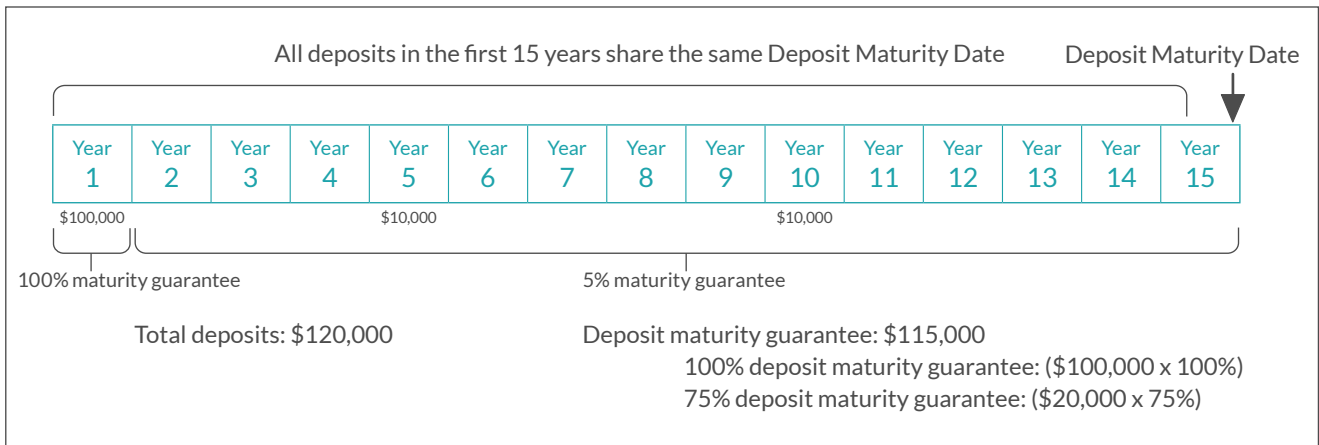 All deposits in the first 15 years share the same Deposit Maturity Date
Deposit Maturity Date
Year Year Year Year Year Year Year Year Year Year Year Year Year Year Year
1 2 3 4 5 6 7 8 9 10 11 12 13 14 15
$100,000 $10,000 $10,000
100% maturity guarantee 5% maturity guarantee
Total deposits: $120,000 Deposit maturity guarantee: $115,000
100% deposit maturity guarantee: ($100,000 x 100%)
75% deposit maturity guarantee: ($20,000 x 75%)